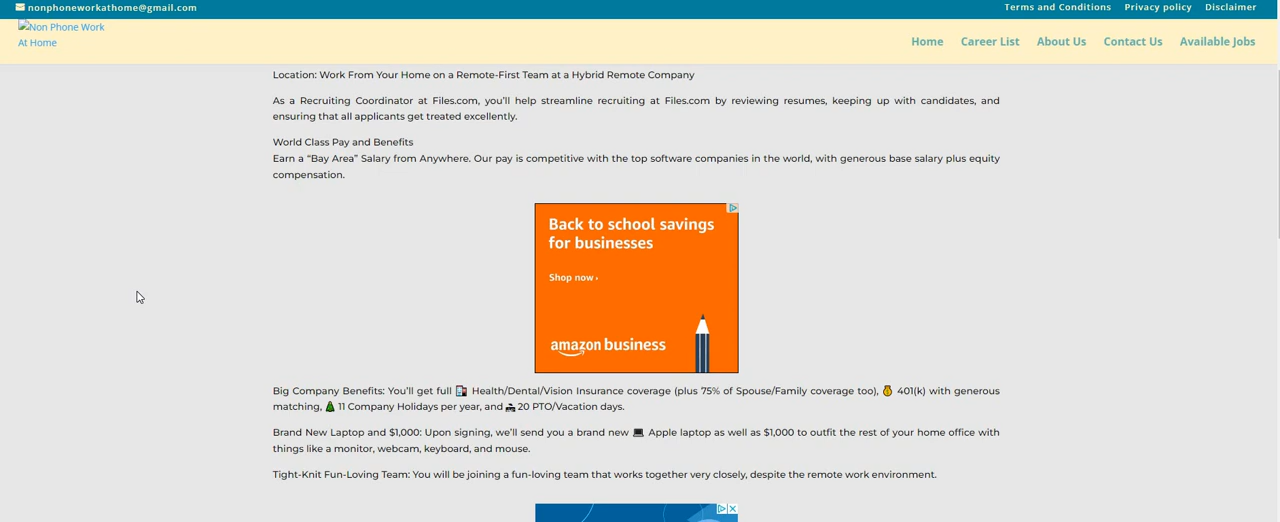 nonphoneworkathome@gmail.com
Terms and Conditions Privacy policy Disclaimer
Non Phone Work
At Home
Home Career List About Us Contact Us Available Jobs
Location: Work From Your Home on a Remote-First Team at a Hybrid Remote Company
As a Recruiting Coordinator at Files.com, you’ll help streamline recruiting at Files.com by reviewing resumes, keeping up with candidates, and
ensuring that all applicants get treated excellently.
World Class Pay and Benefits
Earn a “Bay Area” Salary from Anywhere. Our pay is competitive with the top software companies in the world, with generous base salary plus equity
compensation.
Back to school savings
for businesses
Shop now ›
amazon business
Big Company Benefits: You’ll get full 🏥 Health/Dental/Vision Insurance coverage (plus 75% of Spouse/Family coverage too), 💰 401(k) with generous
matching, 🎄 11 Company Holidays per year, and 🛳 20 PTO/Vacation days.
Brand New Laptop and $1,000: Upon signing, we’ll send you a brand new 💻 Apple laptop as well as $1,000 to outfit the rest of your home office with
things like a monitor, webcam, keyboard, and mouse.
Tight-Knit Fun-Loving Team: You will be joining a fun-loving team that works together very closely, despite the remote work environment.